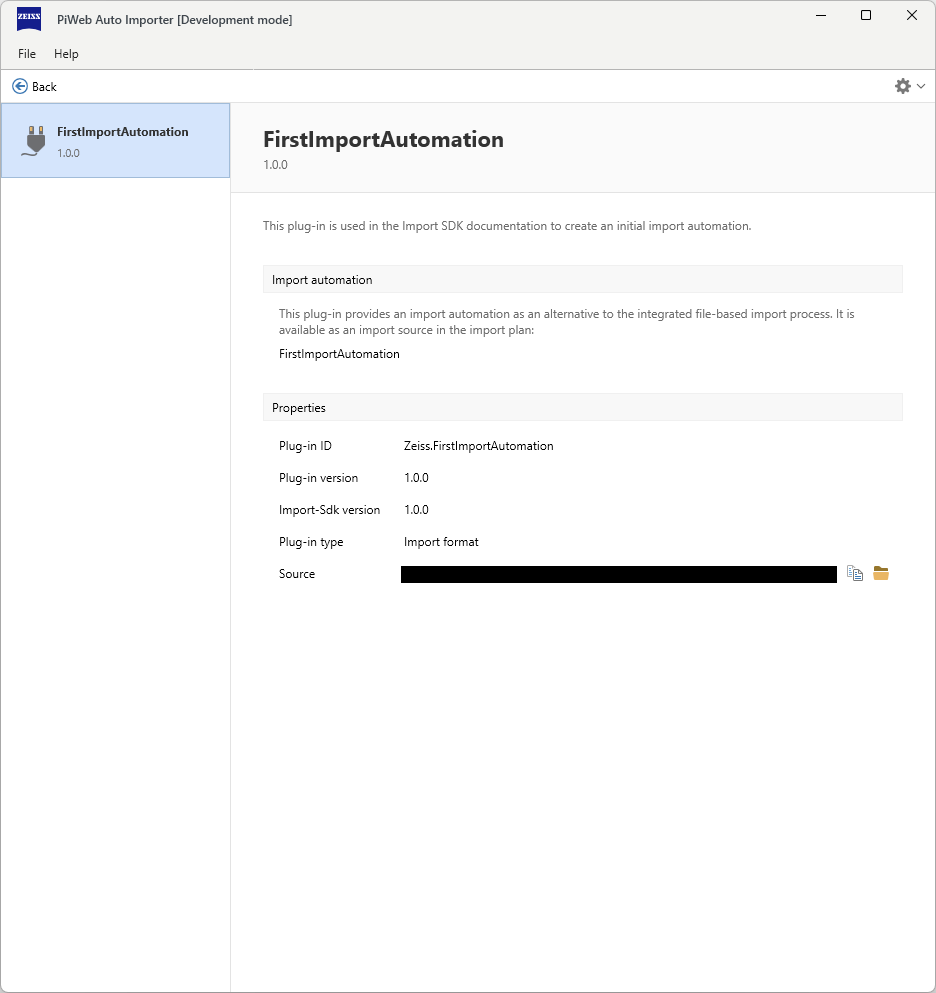 ZEISS
PiWeb Auto Importer [Development mode]
File Help
Back
FirstImportAutomation
1.0.0
FirstImportAutomation
1.0.0
This plug-in is used in the Import SDK documentation to create an initial import automation.
Import automation
This plug-in provides an import automation as an alternative to the integrated file-based import process. It is
available as an import source in the import plan:
FirstImportAutomation
Properties
Plug-in ID Zeiss.FirstImportAutomation
Plug-in version 1.0.0
Import-Sdk version 1.0.0
Plug-in type Import format
Source